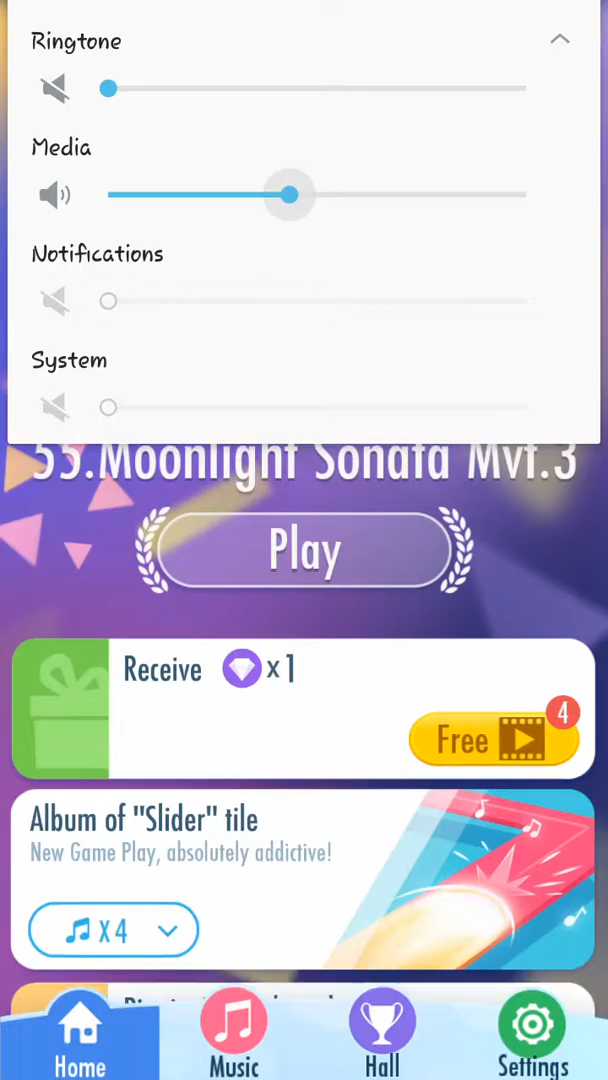 Ringtone
Media
Notifications
System
55.Moonlight Sonata Mvt.3
Play
Receive x1
4
Free
Album of "Slider" tile
New Game Play, absolutely addictive!
X4
Home
Music
Hall
Settings